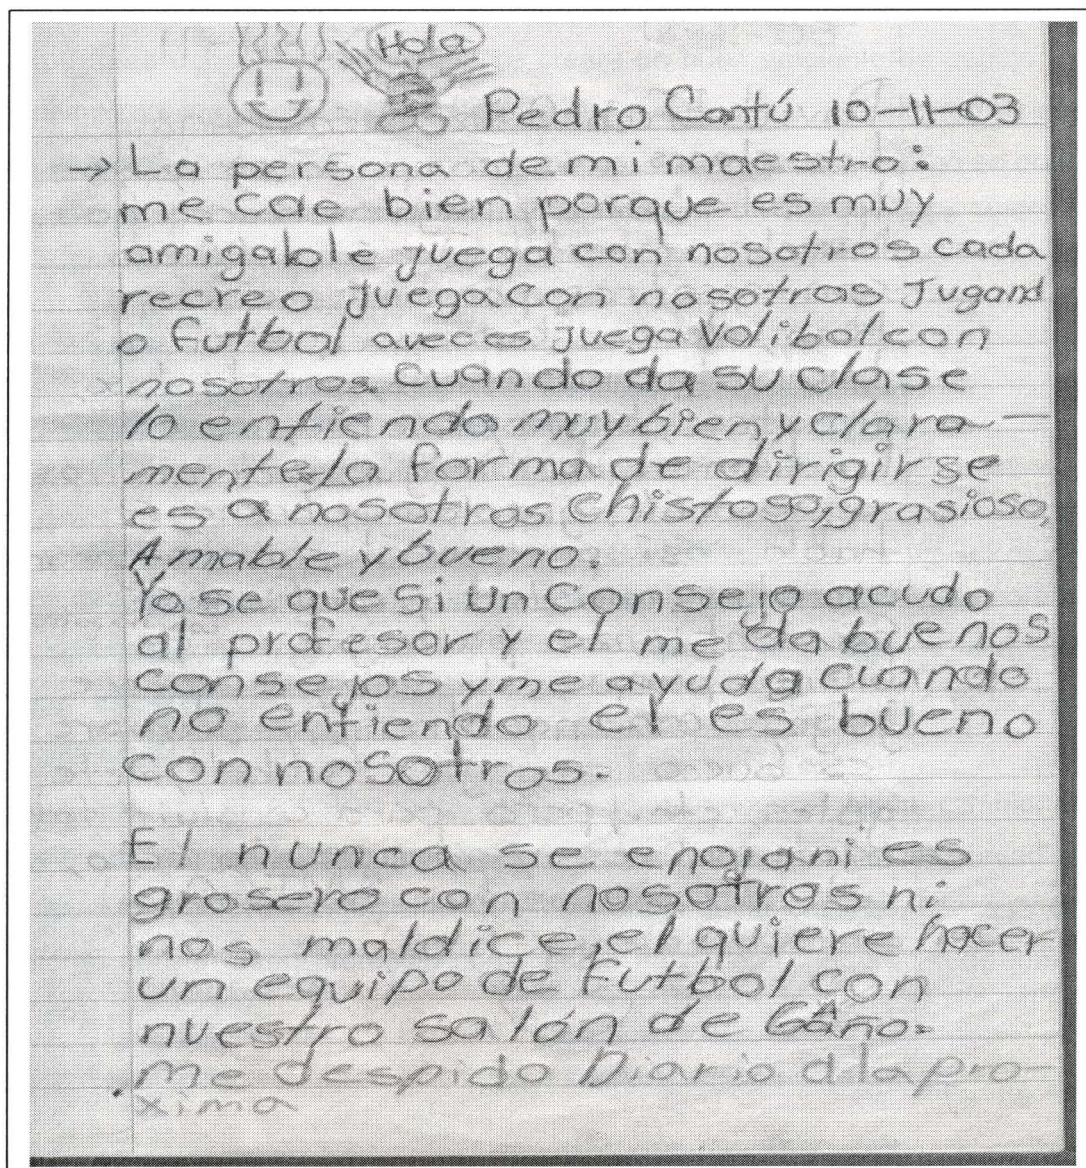 Hola
Pedro Cantú 10-11-03
→ La persona de mi maestro:
me cae bien porque es muy
amigable juega con nosotros cada
recreo juega con nosotros Jugand
o Futbol aveces juega Volibol con
nosotros. Cuando da su clase
lo entiendo muy bien y clara-
mente la forma de dirigirse
es a nosotros Chistoso, grasioso,
Amable y bueno.
Yo se que si un Consejo acudo
al profesor y el me da buenos
consejos y me ayuda cuando
no entiendo el es bueno
con nosotros.
El nunca se enoja ni es
grosero con nosotros ni
nos maldice, el quiere hacer
un equipo de Futbol con
nuestro salón de 6Año.
Me despido Diario a la pro-
xima